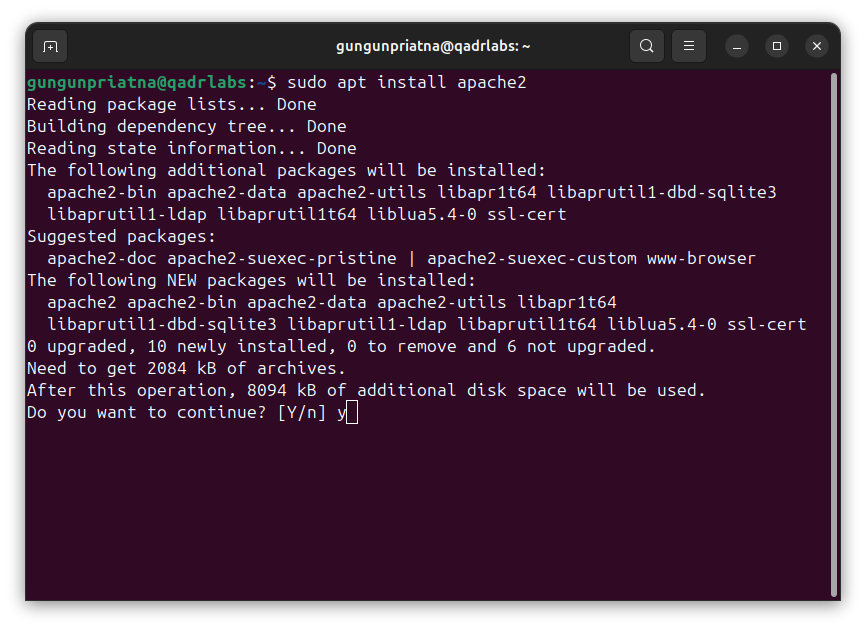 gungunpriatna@qadrlabs: ~
gungunpriatna@qadrlabs:~$ sudo apt install apache2
Reading package lists... Done
Building dependency tree... Done
Reading state information... Done
The following additional packages will be installed:
  apache2-bin apache2-data apache2-utils libapr1t64 libaprutil1-dbd-sqlite3
  libaprutil1-ldap libaprutil1t64 liblua5.4-0 ssl-cert
Suggested packages:
  apache2-doc apache2-suexec-pristine | apache2-suexec-custom www-browser
The following NEW packages will be installed:
  apache2 apache2-bin apache2-data apache2-utils libapr1t64
  libaprutil1-dbd-sqlite3 libaprutil1-ldap libaprutil1t64 liblua5.4-0 ssl-cert
0 upgraded, 10 newly installed, 0 to remove and 6 not upgraded.
Need to get 2084 kB of archives.
After this operation, 8094 kB of additional disk space will be used.
Do you want to continue? [Y/n] y